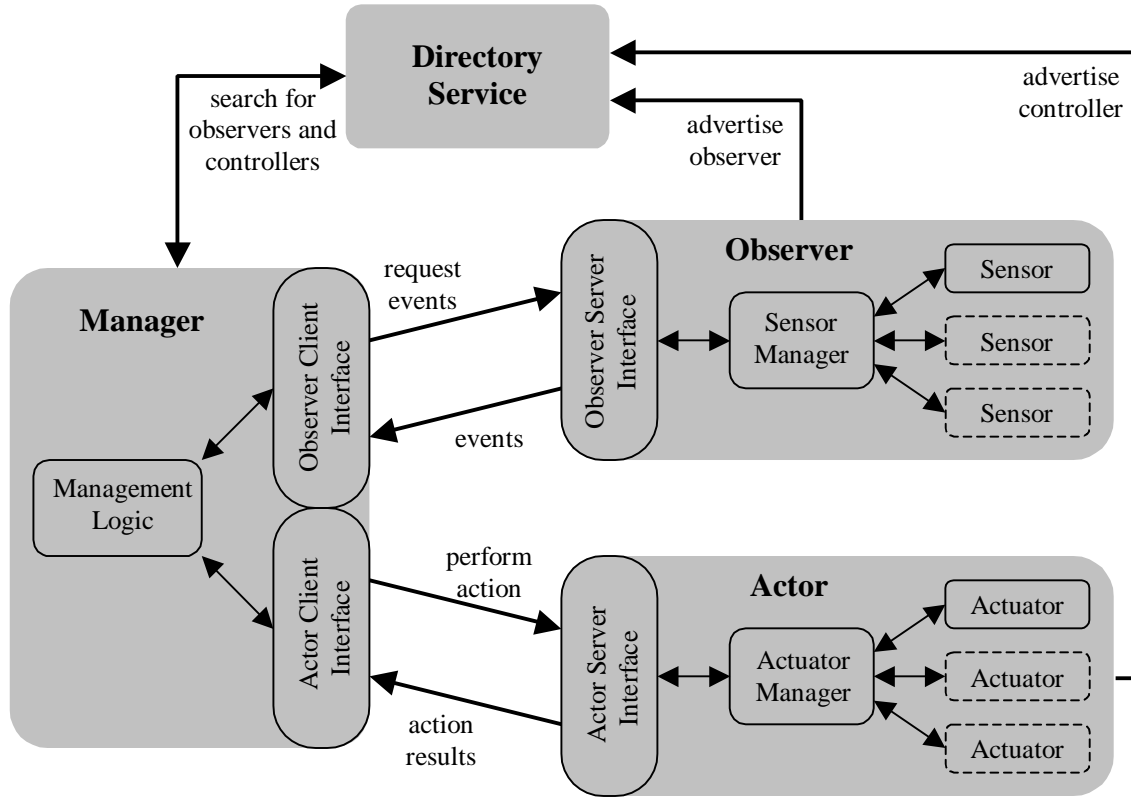 Directory
Service
search for
observers and
controllers
advertise
observer
advertise
controller
Manager
Management
Logic
Observer Client
Interface
Actor Client
Interface
request
events
events
perform
action
action
results
Observer
Observer Server
Interface
Sensor
Manager
Sensor
Sensor
Sensor
Actor
Actor Server
Interface
Actuator
Manager
Actuator
Actuator
Actuator